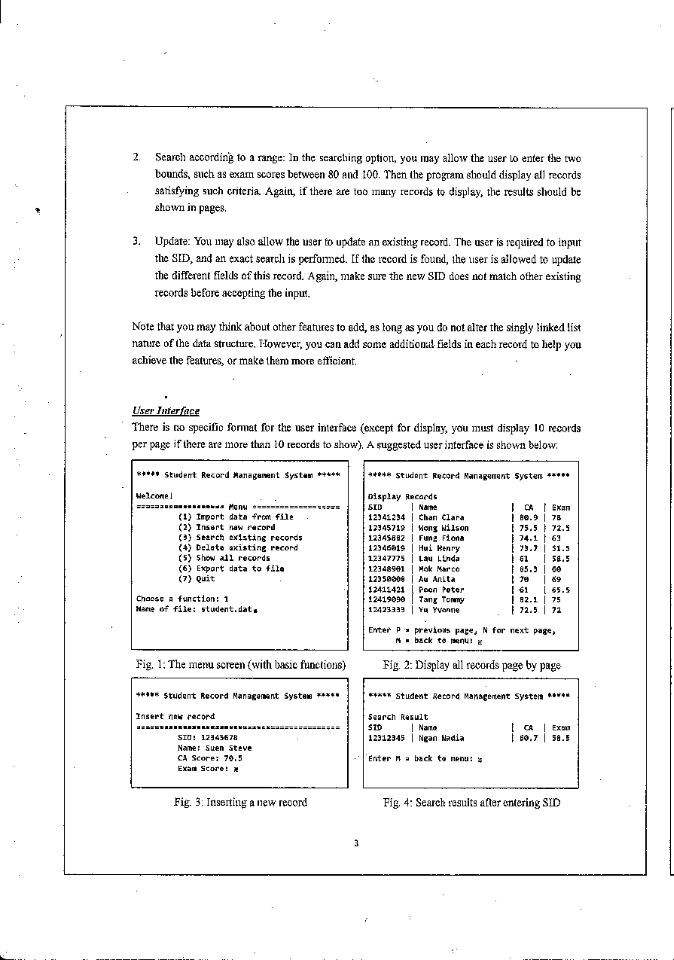 2. Search according to a range: In the searching option, you may allow the user to enter the two
bounds, such as exam scores between 80 and 100. Then the program should display all records
satisfying such criteria. Again, if there are too many records to display, the results should be
shown in pages.
3. Update: You may also allow the user to update an existing record. The user is required to input
the SID, and an exact search is performed. If the record is found, the user is allowed to update
the different fields of this record. Again, make sure the new SID does not match other existing
records before accepting the input.
Note that you may think about other features to add, as long as you do not alter the singly linked list
nature of the data structure. However, you can add some additional fields in each record to help you
achieve the features, or make them more efficient.
User Interface
There is no specific format for the user interface (except for display, you must display 10 records
per page if there are more than 10 records to show). A suggested user interface is shown below:
***** Student Record Management System *****
Welcome!
=================== Menu ===================
(1) Import data from file
(2) Insert new record
(3) Search existing records
(4) Delete existing record
(5) Show all records
(6) Export data to file
(7) Quit
Choose a function: 1
Name of file: student.dat
Fig. 1: The menu screen (with basic functions)
***** Student Record Management System *****
Display Records
SID | Name | CA | Exam
12341234 | Chan Clara | 80.9 | 78
12345719 | Wong Wilson | 75.5 | 72.5
12345882 | Fung Fiona | 74.1 | 63
12346019 | Hui Henry | 73.7 | 51.5
12347775 | Lau Linda | 61 | 58.5
12348901 | Mok Marco | 85.3 | 60
12350008 | Au Anita | 70 | 69
12411421 | Poon Peter | 61 | 65.5
12419090 | Tang Tommy | 82.1 | 75
12423333 | Yu Yvonne | 72.5 | 72
Enter P = previous page, N for next page,
M = back to menu:
Fig. 2: Display all records page by page
***** Student Record Management System *****
Insert new record
============================================
SID: 12345678
Name: Suen Steve
CA Score: 70.5
Exam Score:
Fig. 3: Inserting a new record
***** Student Record Management System *****
Search Result
SID | Name | CA | Exam
12312345 | Ngan Nadia | 60.7 | 58.5
Enter M = back to menu:
Fig. 4: Search results after entering SID
3